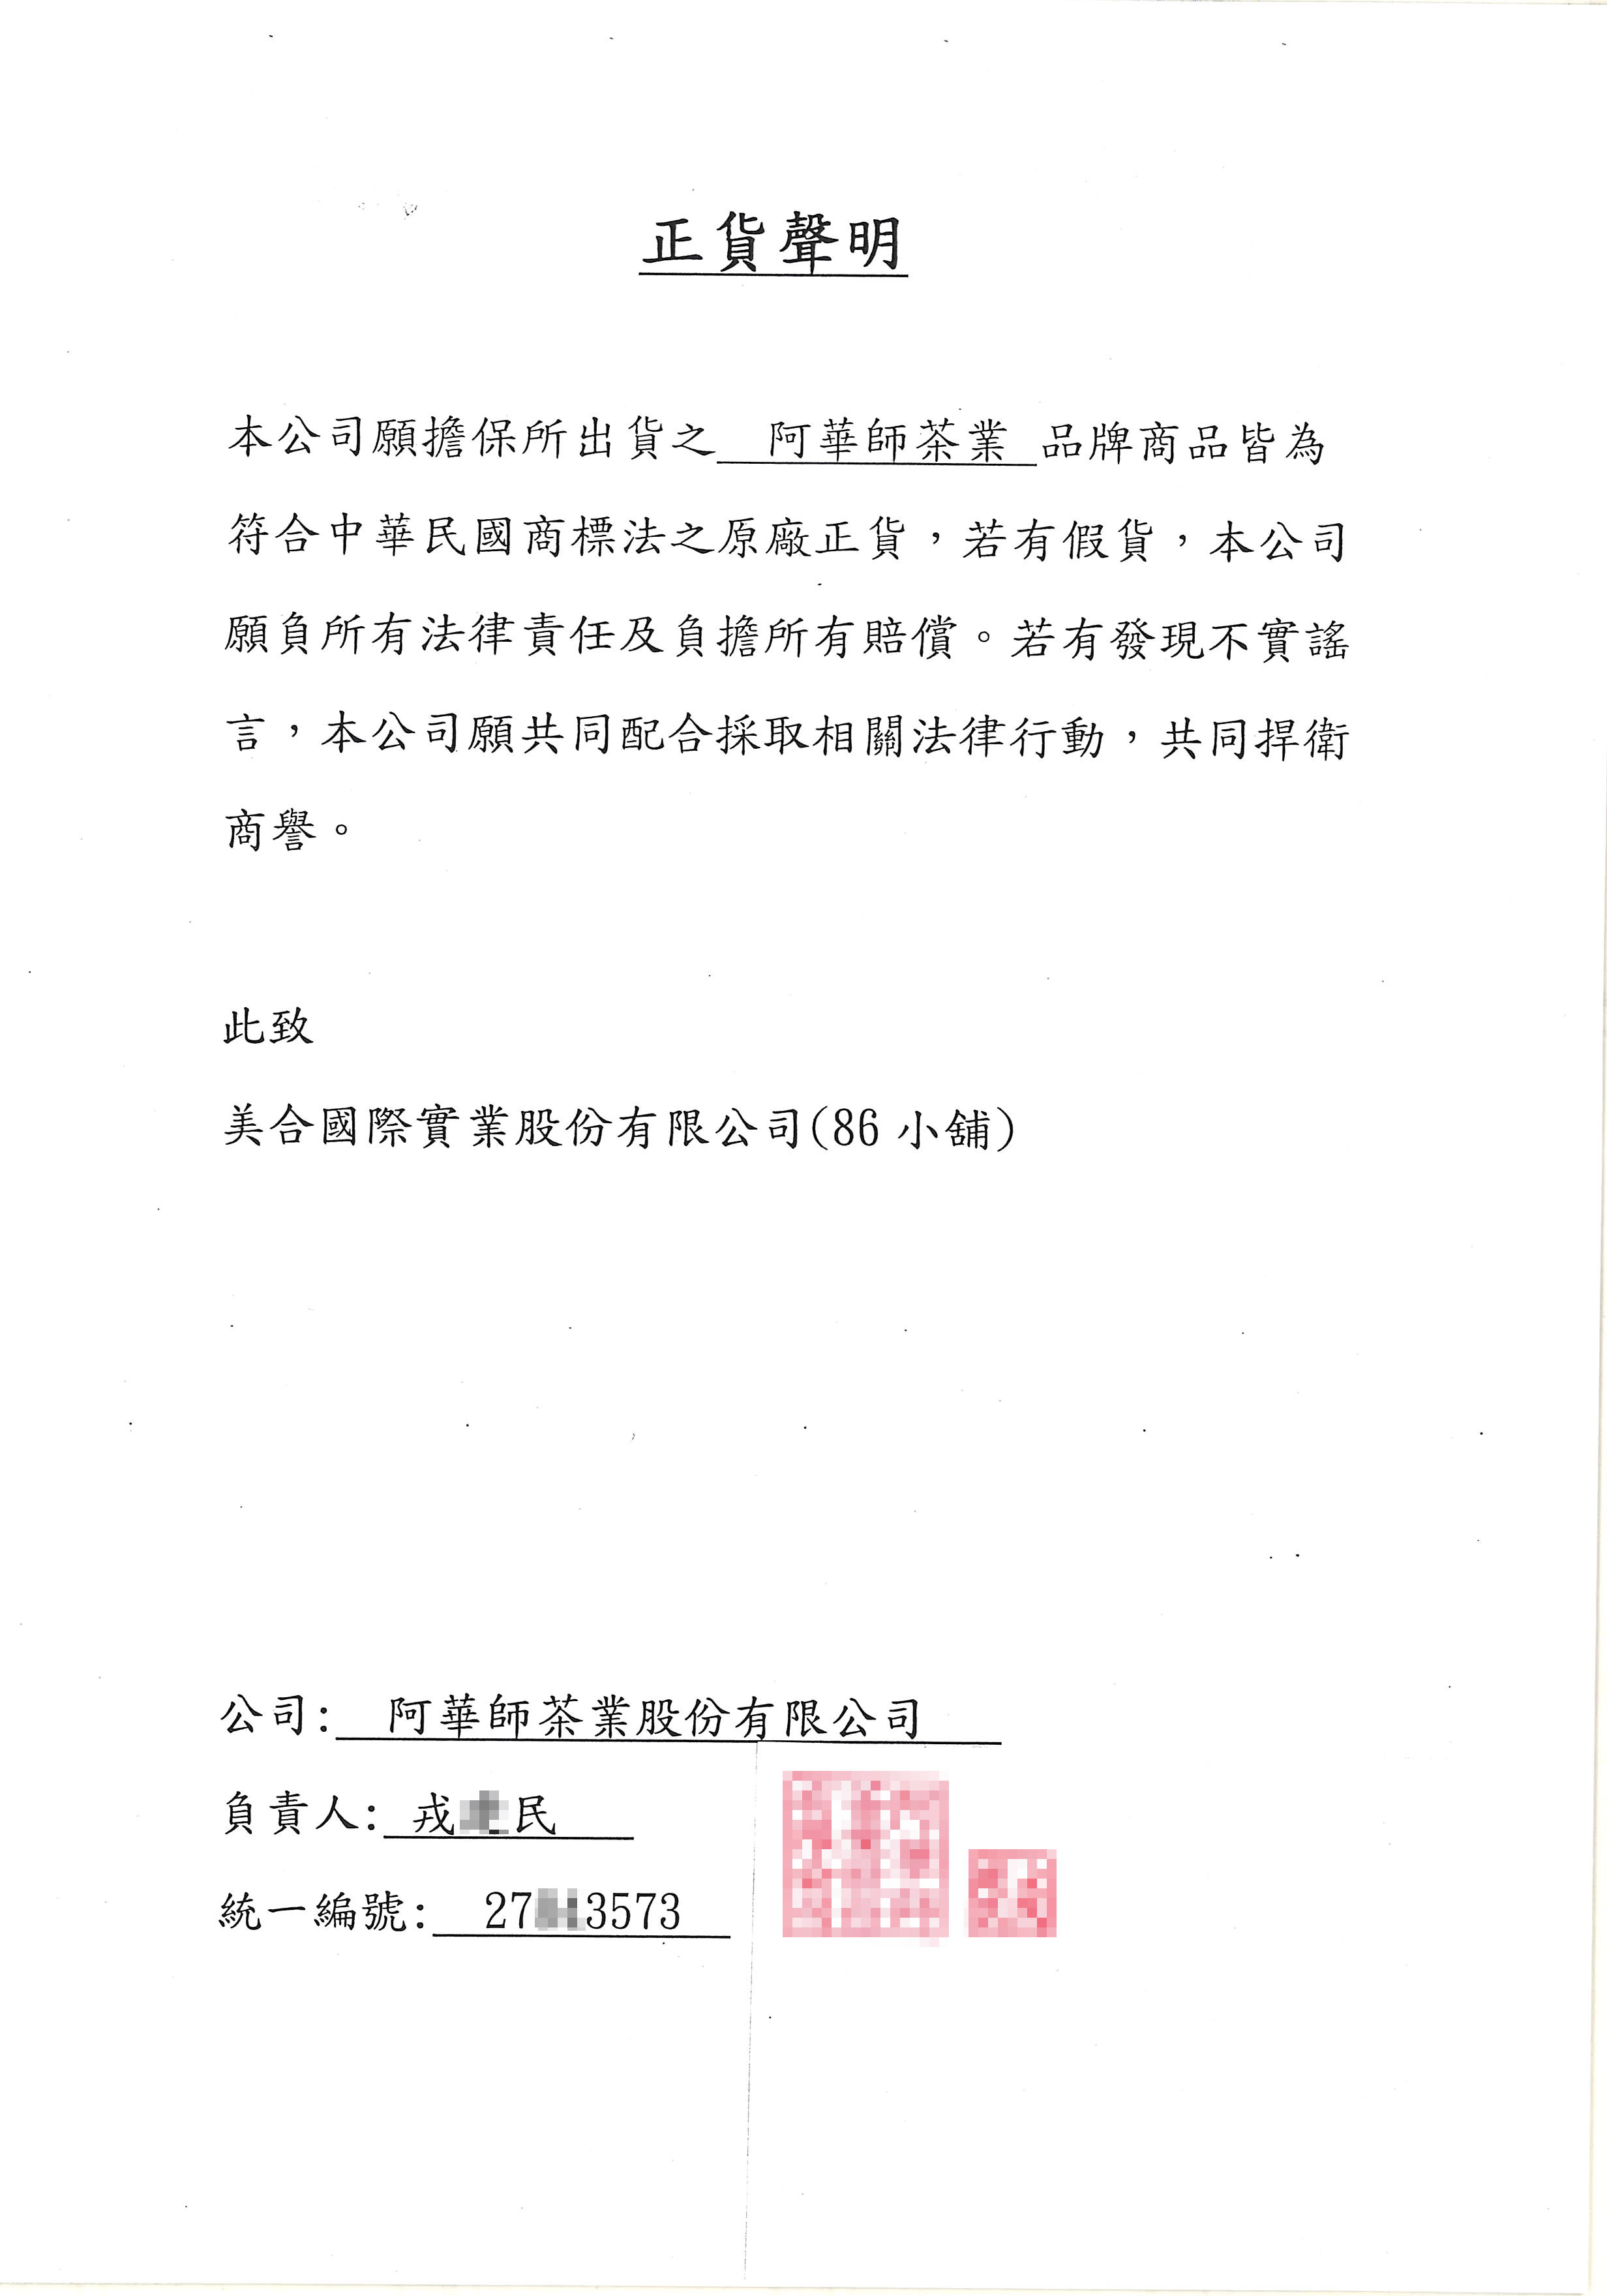 正貨聲明
本公司願擔保所出貨之 阿華師茶業 品牌商品皆為
符合中華民國商標法之原廠正貨，若有假貨，本公司
願負所有法律責任及負擔所有賠償。若有發現不實謠
言，本公司願共同配合採取相關法律行動，共同捍衛
商譽。
此致
美合國際實業股份有限公司(86 小舖)
公司: 阿華師茶業股份有限公司
負責人: 戎 民
統一編號: 27 3573